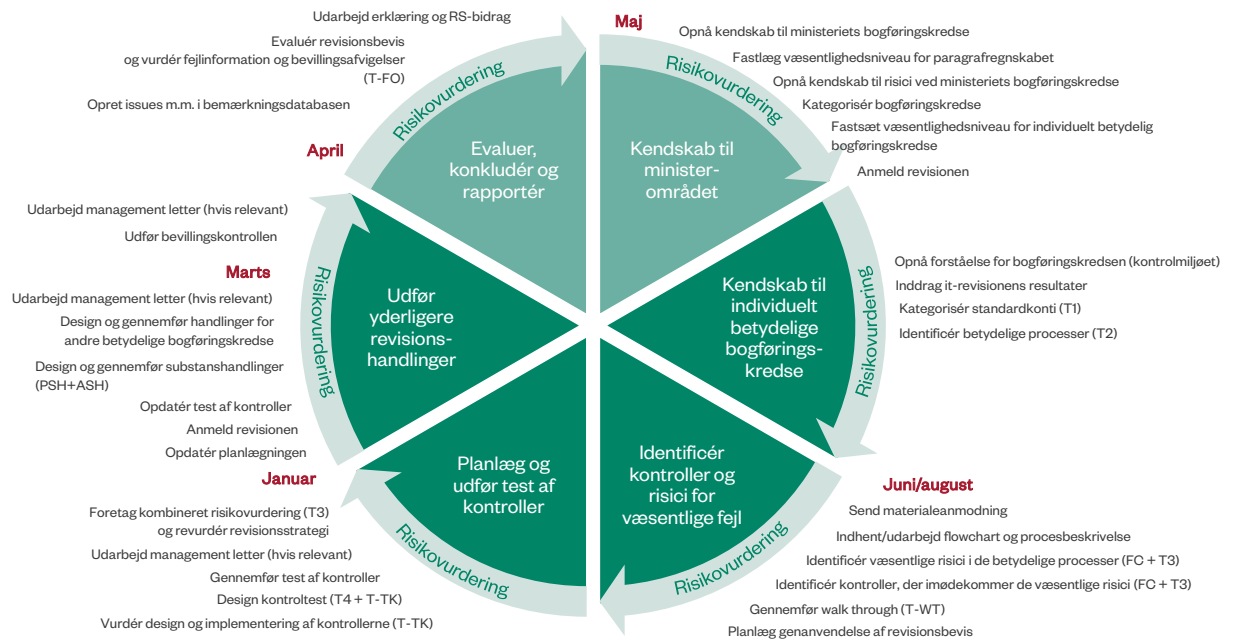 Maj
Opnå kendskab til ministeriets bogføringskredse
Fastlæg væsentlighedsniveau for paragrafregnskabet
Opnå kendskab til risici ved ministeriets bogføringskredse
Kategorisér bogføringskredse
Fastsæt væsentlighedsniveau for individuelt betydelig
bogføringskredse
Anmeld revisionen
Risikovurdering
Kendskab til
minister-
området
Opnå forståelse for bogføringskredsen (kontrolmiljøet)
Inddrag it-revisionens resultater
Kategorisér standardkonti (T1)
Identificér betydelige processer (T2)
Risikovurdering
Kendskab til
individuelt
betydelige
bogførings-
kredse
Juni/august
Send materialeanmodning
Indhent/udarbejd flowchart og procesbeskrivelse
Identificér væsentlige risici i de betydelige processer (FC + T3)
Identificér kontroller, der imødekommer de væsentlige risici (FC + T3)
Gennemfør walk through (T-WT)
Planlæg genanvendelse af revisionsbevis
Risikovurdering
Identificér
kontroller og
risici for
væsentlige fejl
Planlæg og
udfør test af
kontroller
Risikovurdering
Januar
Foretag kombineret risikovurdering (T3)
og revurdér revisionsstrategi
Udarbejd management letter (hvis relevant)
Gennemfør test af kontroller
Design kontroltest (T4 + T-TK)
Vurdér design og implementering af kontrollerne (T-TK)
Marts
Udarbejd management letter (hvis relevant)
Design og gennemfør handlinger for
andre betydelige bogføringskredse
Design og gennemfør substanshandlinger
(PSH+ASH)
Opdatér test af kontroller
Anmeld revisionen
Opdatér planlægningen
Risikovurdering
Udfør
yderligere
revisions-
handlinger
Udarbejd management letter (hvis relevant)
Udfør bevillingskontrollen
April
Udarbejd erklæring og RS-bidrag
Evaluér revisionsbevis
og vurdér fejlinformation og bevillingsafvigelser
(T-FO)
Opret issues m.m. i bemærkningsdatabasen
Risikovurdering
Evaluer,
konkludér og
rapportér